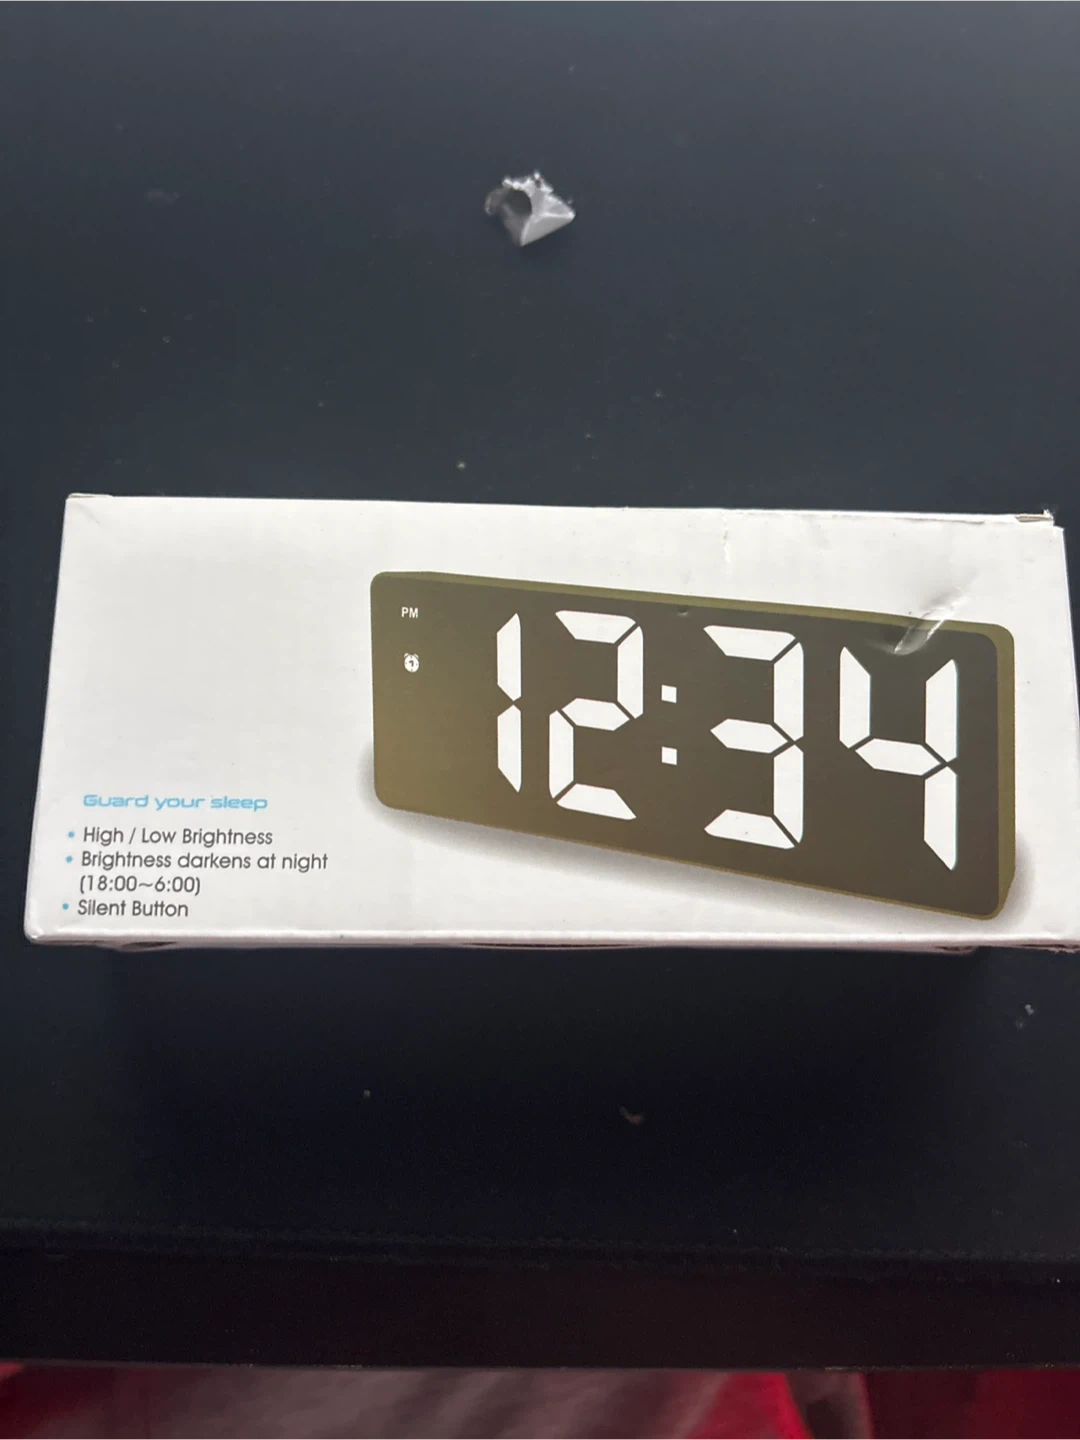 PM
12:34
Guard your sleep
• High / Low Brightness
• Brightness darkens at night
(18:00~6:00)
• Silent Button